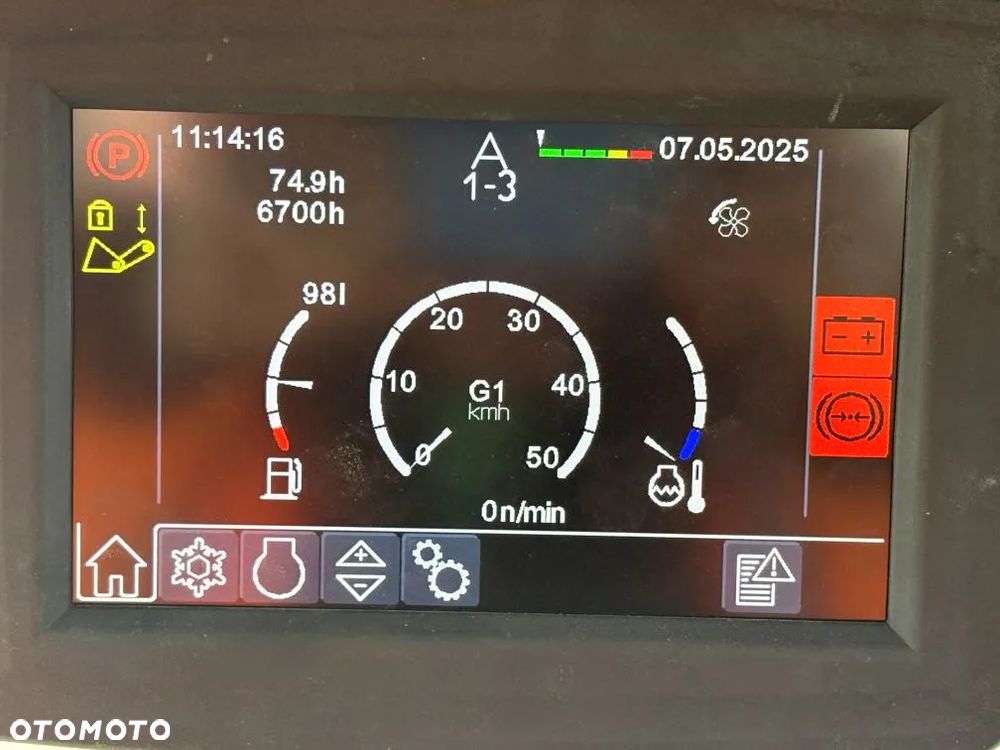 P
11:14:16
A
1-3
07.05.2025
74.9h
6700h
98l
20 30
10 40
G1
kmh
0 50
0n/min
OTOMOTO